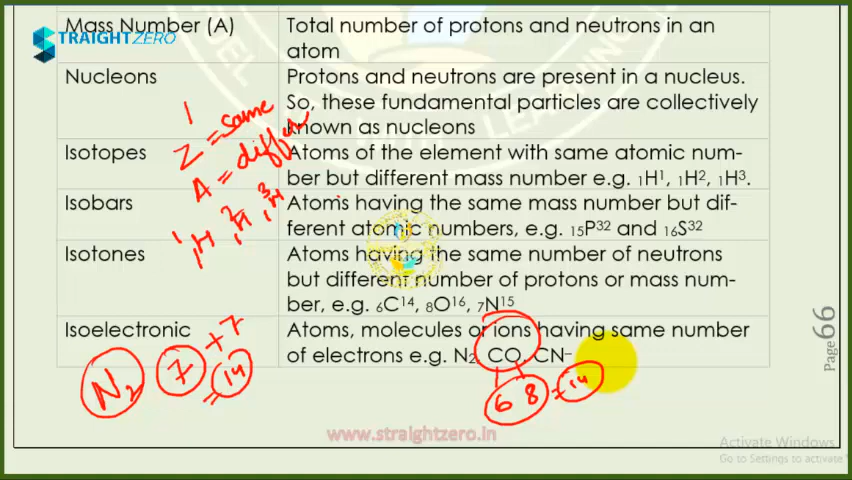 Mass Number (A) Total number of protons and neutrons in an
atom
STRAIGHTZERO
Nucleons Protons and neutrons are present in a nucleus.
So, these fundamental particles are collectively
known as nucleons
1
Z = same
A = differ
¹₁H, ²₁H, ³₁H
Isotopes Atoms of the element with same atomic num-
ber but different mass number e.g. ₁H¹, ₁H², ₁H³.
Isobars Atoms having the same mass number but dif-
ferent atomic numbers, e.g. ₁₅P³² and ₁₆S³²
Isotones Atoms having the same number of neutrons
but different number of protons or mass num-
ber, e.g. ₆C¹⁴, ₈O¹⁶, ₇N¹⁵
Isoelectronic Atoms, molecules or ions having same number
of electrons e.g. N₂, CO, CN⁻
N₂ 7 + 7
= 14
6 8 = 14
Page 66
www.straightzero.in
Activate Windows
Go to Settings to activate